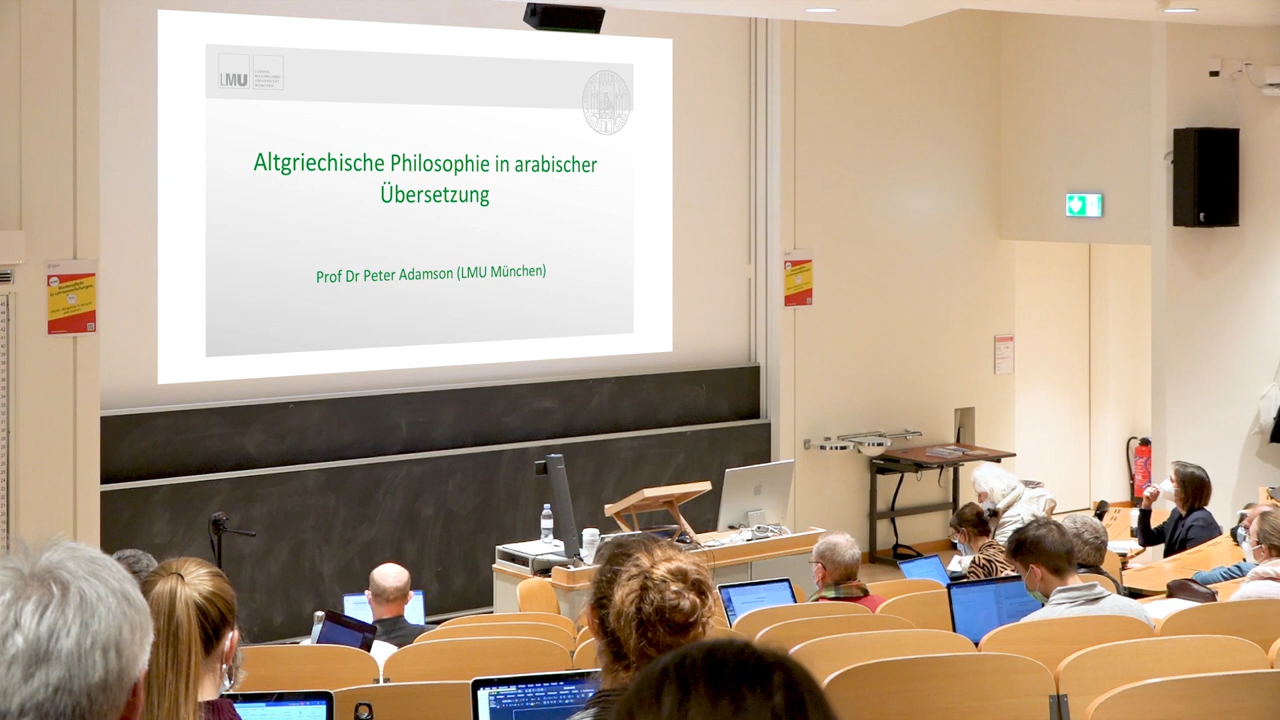 LMU
Altgriechische Philosophie in arabischer
Übersetzung
Prof Dr Peter Adamson (LMU München)